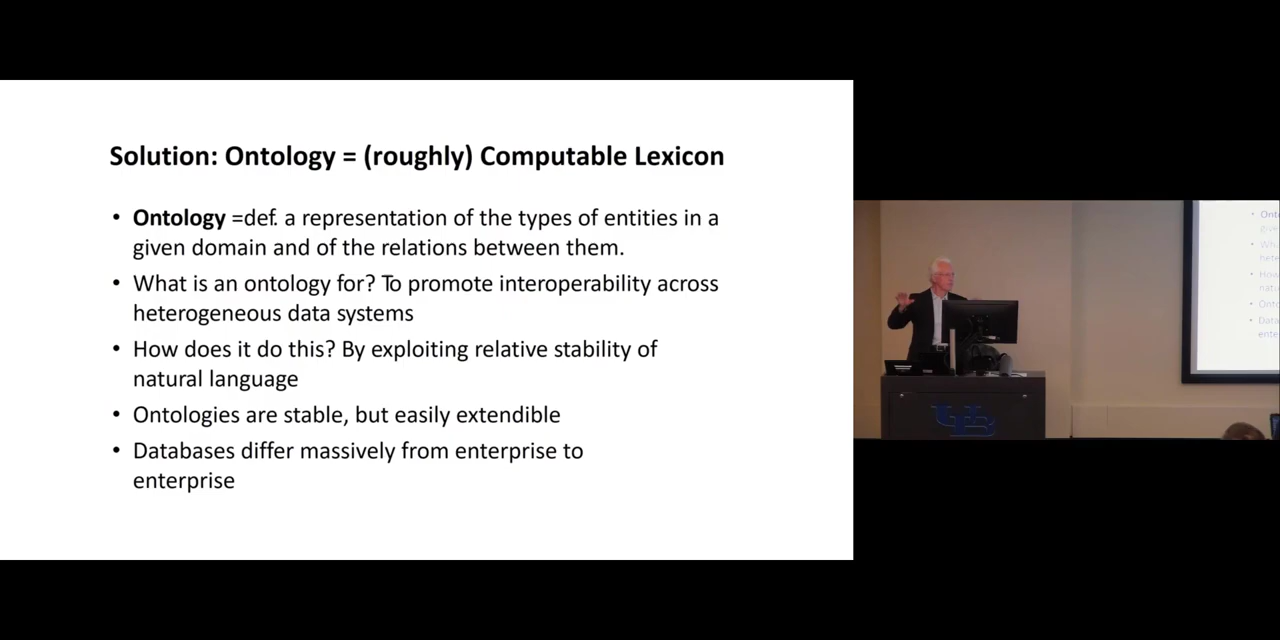 Solution: Ontology = (roughly) Computable Lexicon
• Ontology =def. a representation of the types of entities in a
given domain and of the relations between them.
• What is an ontology for? To promote interoperability across
heterogeneous data systems
• How does it do this? By exploiting relative stability of
natural language
• Ontologies are stable, but easily extendible
• Databases differ massively from enterprise to
enterprise
UB